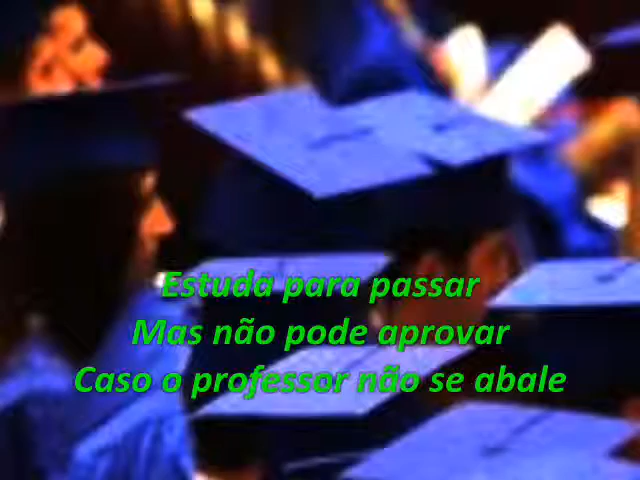 Estuda para passar
Mas não pode aprovar
Caso o professor não se abale